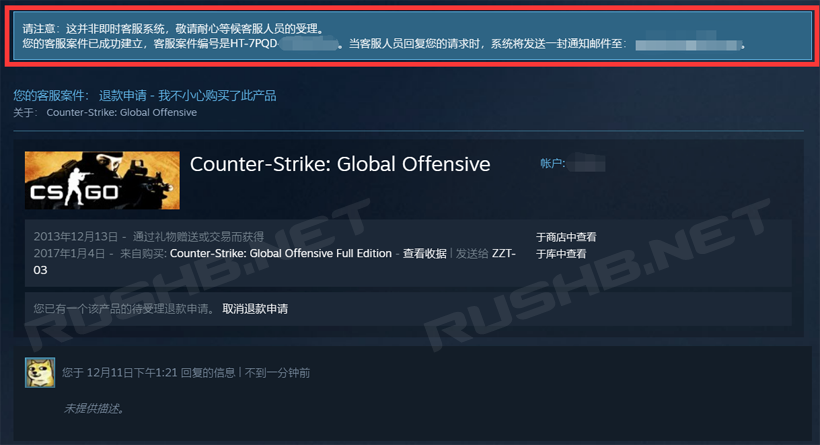 请注意：这并非即时客服系统，敬请耐心等候客服人员的受理。
您的客服案件已成功建立，客服案件编号是HT-7PQD 。当客服人员回复您的请求时，系统将发送一封通知邮件至： 。
您的客服案件： 退款申请 - 我不小心购买了此产品
关于： Counter-Strike: Global Offensive
CS GO
Counter-Strike: Global Offensive
帐户:
2013年12月13日 - 通过礼物赠送或交易而获得
于商店中查看
2017年1月4日 - 来自购买: Counter-Strike: Global Offensive Full Edition - 查看收据 | 发送给 ZZT-
于库中查看
03
您已有一个该产品的待受理退款申请。 取消退款申请
RUSHB.NET
RUSHB.NET
您于 12月11日下午1:21 回复的信息 | 不到一分钟前
未提供描述。